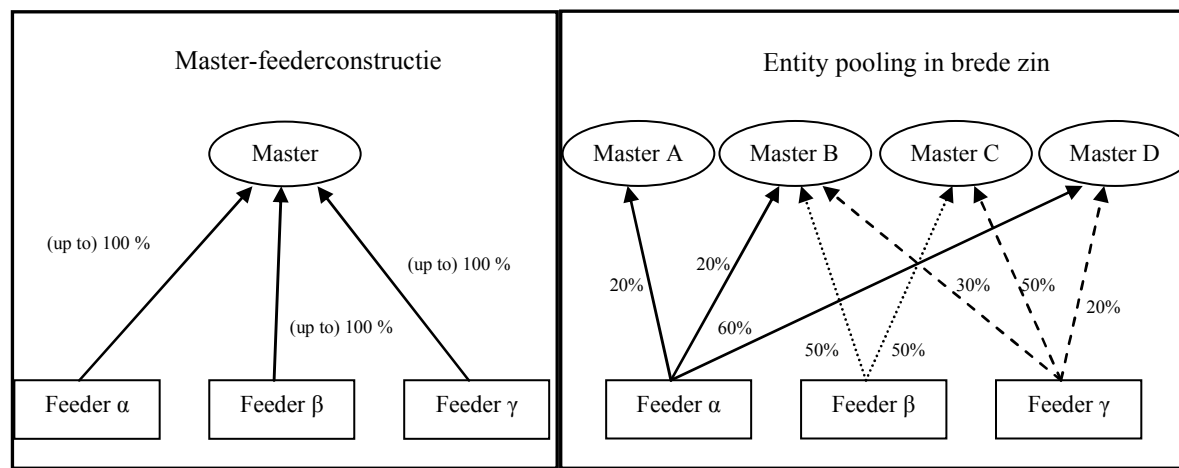 Master-feederconstructie
Master
(up to) 100 %
(up to) 100 %
(up to) 100 %
Feeder α
Feeder β
Feeder γ
Entity pooling in brede zin
Master A
Master B
Master C
Master D
20%
20%
60%
50%
50%
30%
50%
20%
Feeder α
Feeder β
Feeder γ